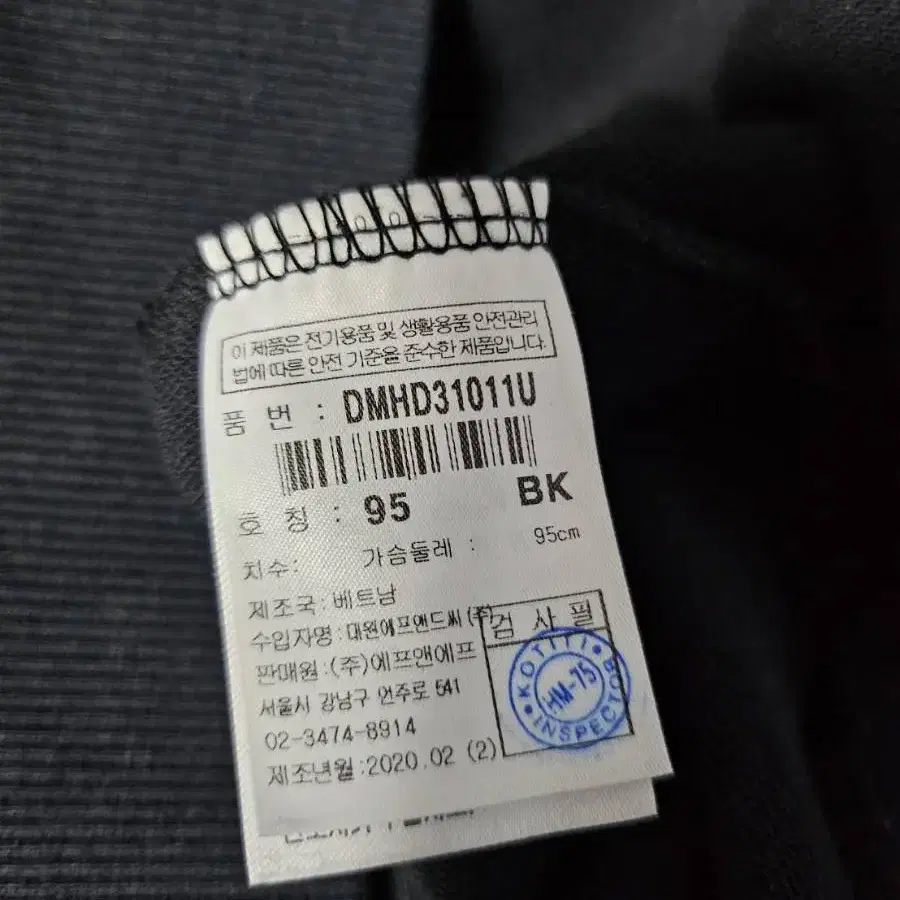 이 제품은 전기용품 및 생활용품 안전관리
법에 따른 안전 기준을 준수한 제품입니다.
품 번 : DMHD31011U
호 칭 : 95 BK
치수: 가슴둘레 : 95cm
제조국 : 베트남
수입자명 : 대원에프앤드씨 (주)
판매원 : (주)에프앤에프
서울시 강남구 언주로 541
02-3474-8914
제조년월 : 2020.02 (2)
검 사 필
KOTITI
HM-75
INSPECT